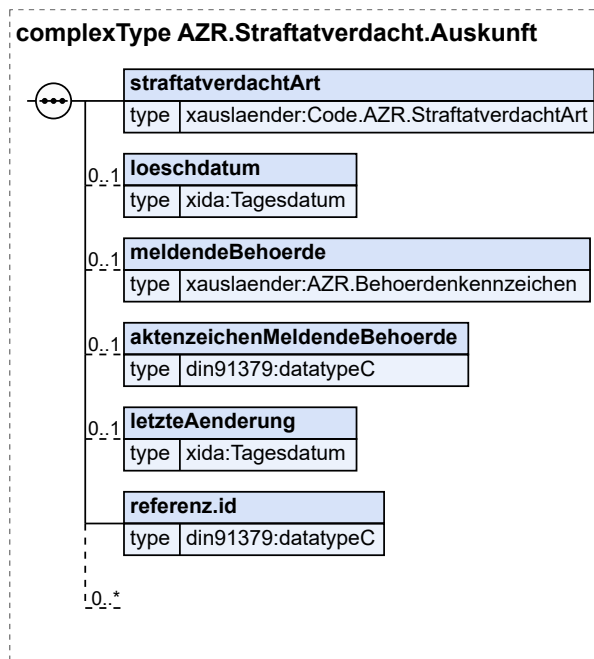 complexType AZR.Straftatverdacht.Auskunft
straftatverdachtArt
type xauslaender:Code.AZR.StraftatverdachtArt
0..1 loeschdatum
type xida:Tagesdatum
0..1 meldendeBehoerde
type xauslaender:AZR.Behoerdenkennzeichen
0..1 aktenzeichenMeldendeBehoerde
type din91379:datatypeC
0..1 letzteAenderung
type xida:Tagesdatum
referenz.id
type din91379:datatypeC
0..*